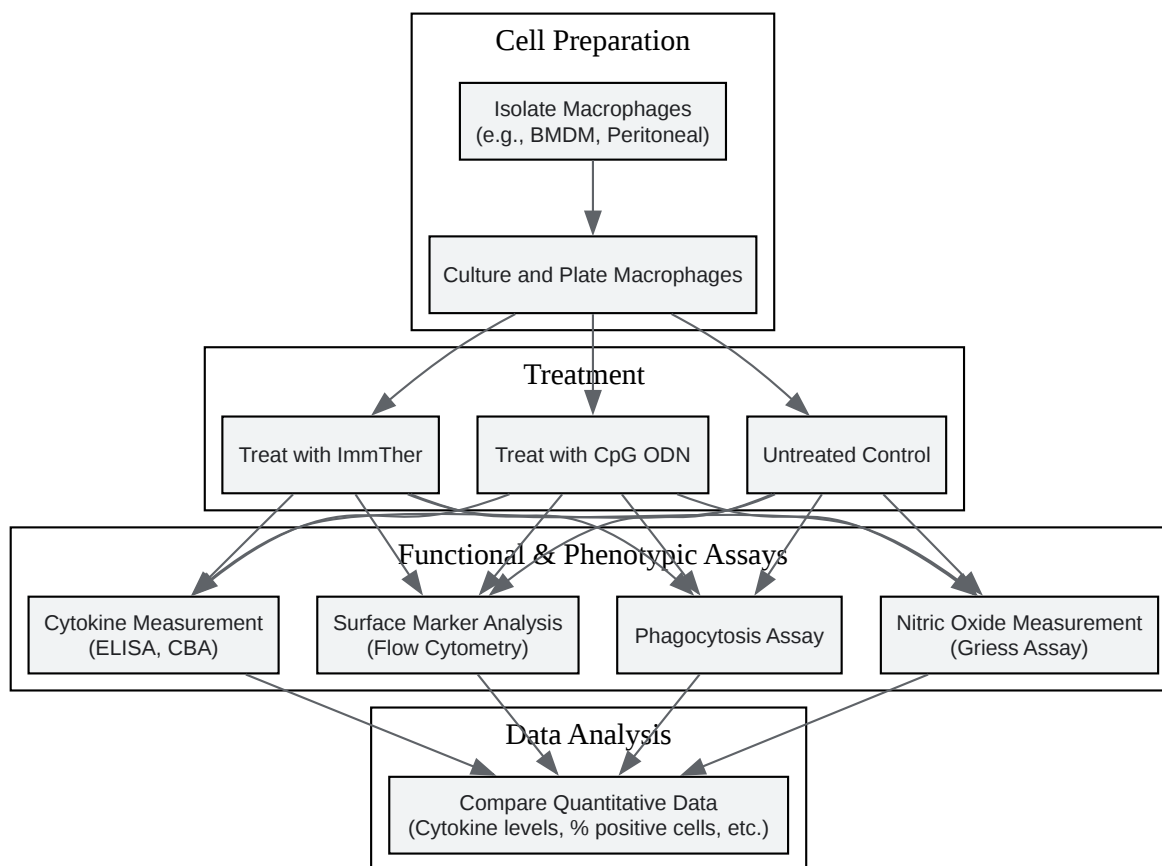 Cell Preparation
Isolate Macrophages
(e.g., BMDM, Peritoneal)
Culture and Plate Macrophages
Treatment
Treat with ImmTher
Treat with CpG ODN
Untreated Control
Functional & Phenotypic Assays
Cytokine Measurement
(ELISA, CBA)
Surface Marker Analysis
(Flow Cytometry)
Phagocytosis Assay
Nitric Oxide Measurement
(Griess Assay)
Data Analysis
Compare Quantitative Data
(Cytokine levels, % positive cells, etc.)